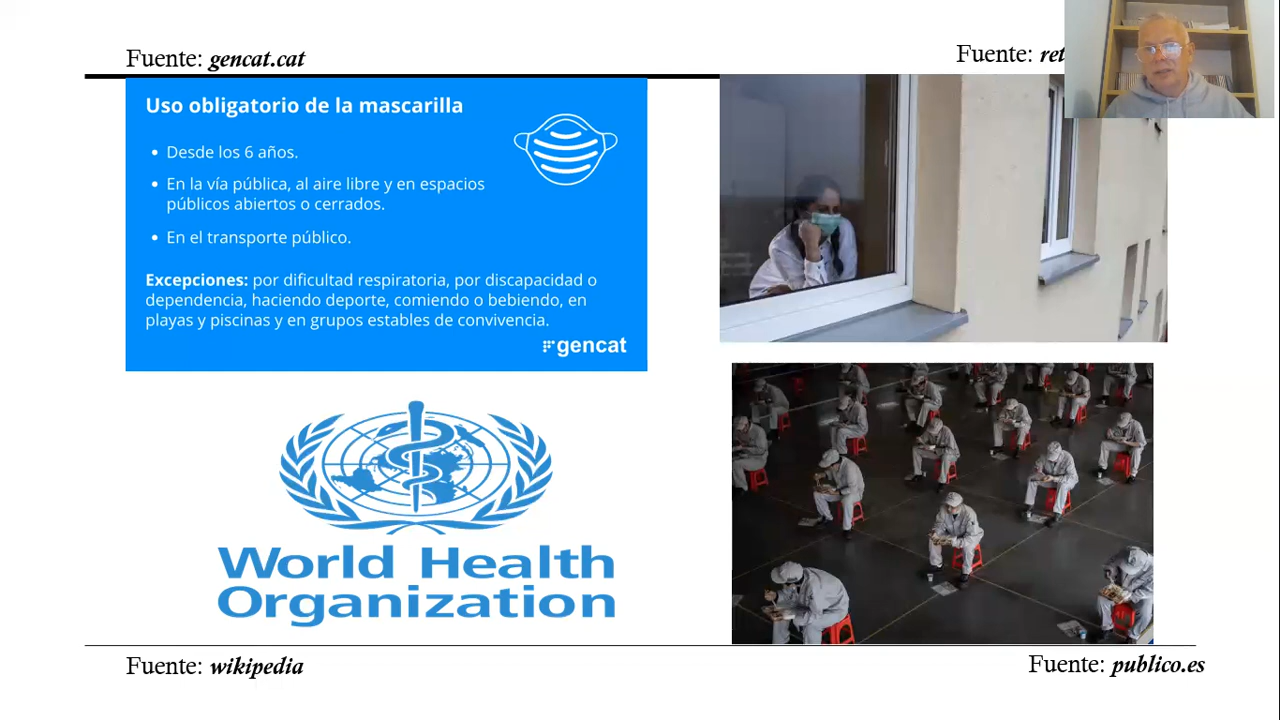 Fuente: gencat.cat
Fuente:
Uso obligatorio de la mascarilla
• Desde los 6 años.
• En la vía pública, al aire libre y en espacios
públicos abiertos o cerrados.
• En el transporte público.
Excepciones: por dificultad respiratoria, por discapacidad o
dependencia, haciendo deporte, comiendo o bebiendo, en
playas y piscinas y en grupos estables de convivencia.
gencat
World Health
Organization
Fuente: wikipedia
Fuente: publico.es